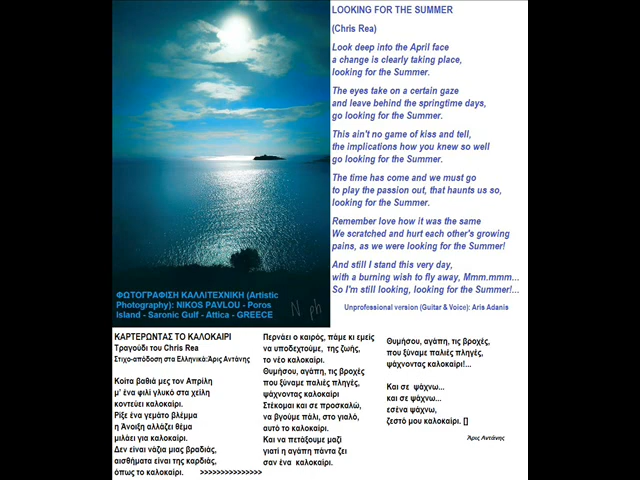 LOOKING FOR THE SUMMER
(Chris Rea)
Look deep into the April face
a change is clearly taking place,
looking for the Summer.
The eyes take on a certain gaze
and leave behind the springtime days,
go looking for the Summer.
This ain't no game of kiss and tell,
the implications how you knew so well
go looking for the Summer.
The time has come and we must go
to play the passion out, that haunts us so,
looking for the Summer.
Remember love how it was the same
We scratched and hurt each other's growing
pains, as we were looking for the Summer!
And still I stand this very day,
with a burning wish to fly away, Mmm.mmm...
So I'm still looking, looking for the Summer!...
Unprofessional version (Guitar & Voice): Aris Adanis
ΦΩΤΟΓΡΑΦΙΣΗ ΚΑΛΛΙΤΕΧΝΙΚΗ (Artistic
Photography): NIKOS PAVLOU - Poros
Island - Saronic Gulf - Attica - GREECE
N ph
ΚΑΡΤΕΡΩΝΤΑΣ ΤΟ ΚΑΛΟΚΑΙΡΙ
Τραγούδι του Chris Rea
Στιχο-απόδοση στα Ελληνικά:Άρις Αντάνης
Κοίτα βαθιά μες τον Απρίλη
μ' ένα φιλί γλυκό στα χείλη
κοντεύει καλοκαίρι.
Ρίξε ένα γεμάτο βλέμμα
η Άνοιξη αλλάζει θέμα
μιλάει για καλοκαίρι.
Δεν είναι νάζια μιας βραδιάς,
αισθήματα είναι της καρδιάς,
όπως το καλοκαίρι. >>>>>>>>>>>>>>>
Περνάει ο καιρός, πάμε κι εμείς
να υποδεχτούμε, της ζωής,
το νέο καλοκαίρι.
Θυμήσου, αγάπη, τις βροχές
που ξύναμε παλιές πληγές,
ψάχνοντας καλοκαίρι
Στέκομαι και σε προσκαλώ,
να βγούμε πάλι, στο γιαλό,
αυτό το καλοκαίρι.
Και να πετάξουμε μαζί
γιατί η αγάπη πάντα ζει
σαν ένα καλοκαίρι.
Θυμήσου, αγάπη, τις βροχές,
που ξύναμε παλιές πληγές,
ψάχνοντας καλοκαίρι!...
Και σε ψάχνω...
και σε ψάχνω...
εσένα ψάχνω,
ζεστό μου καλοκαίρι. []
Άρις Αντάνης